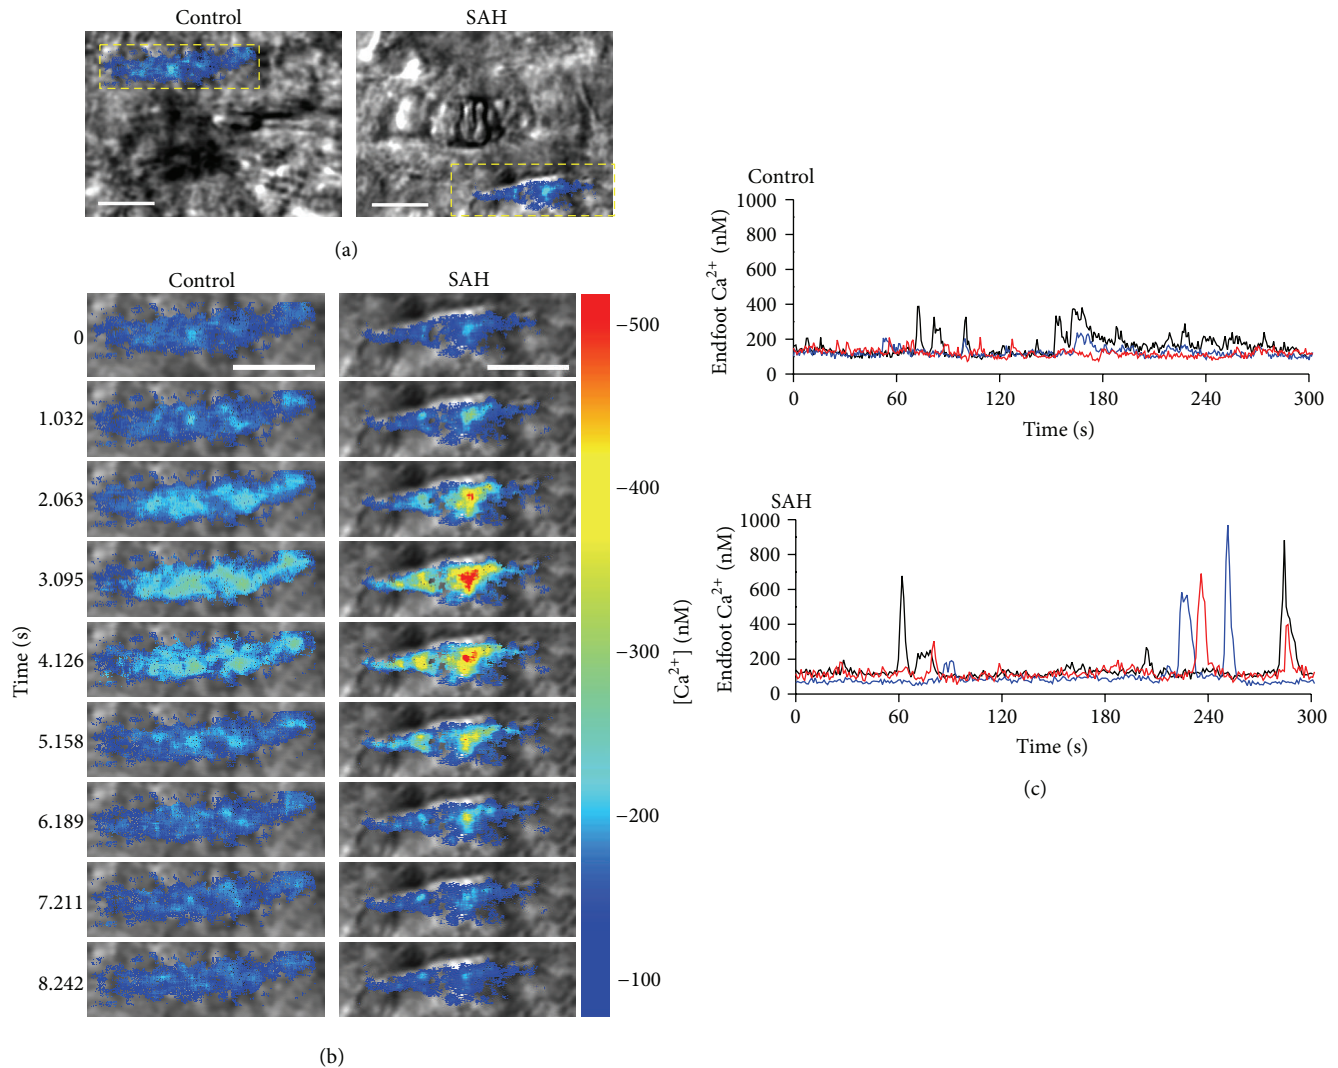 Control
SAH
(a)
Control
SAH
0
1.032
2.063
3.095
4.126
5.158
6.189
7.211
8.242
Time (s)
−500
−400
−300
−200
−100
[Ca²⁺] (nM)
(b)
Control
1000
800
600
400
200
0
Endfoot Ca²⁺ (nM)
0 60 120 180 240 300
Time (s)
SAH
1000
800
600
400
200
0
Endfoot Ca²⁺ (nM)
0 60 120 180 240 300
Time (s)
(c)